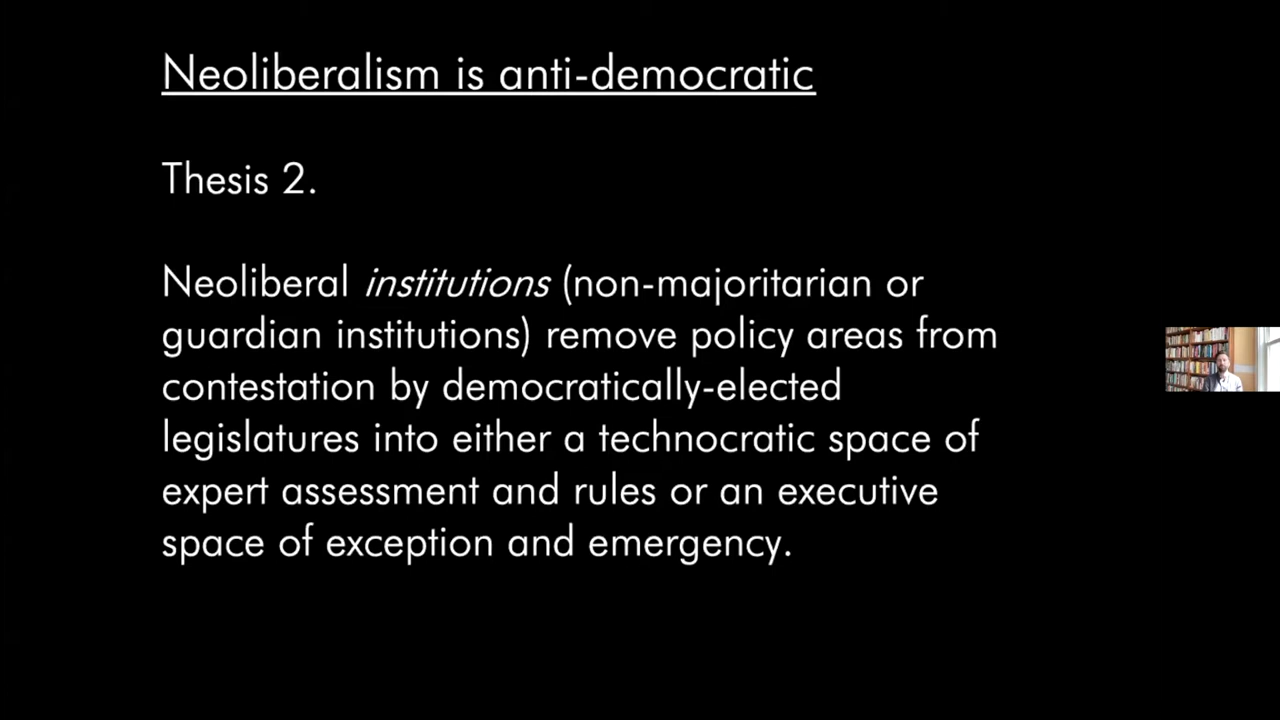 Neoliberalism is anti-democratic
Thesis 2.
Neoliberal institutions (non-majoritarian or
guardian institutions) remove policy areas from
contestation by democratically-elected
legislatures into either a technocratic space of
expert assessment and rules or an executive
space of exception and emergency.